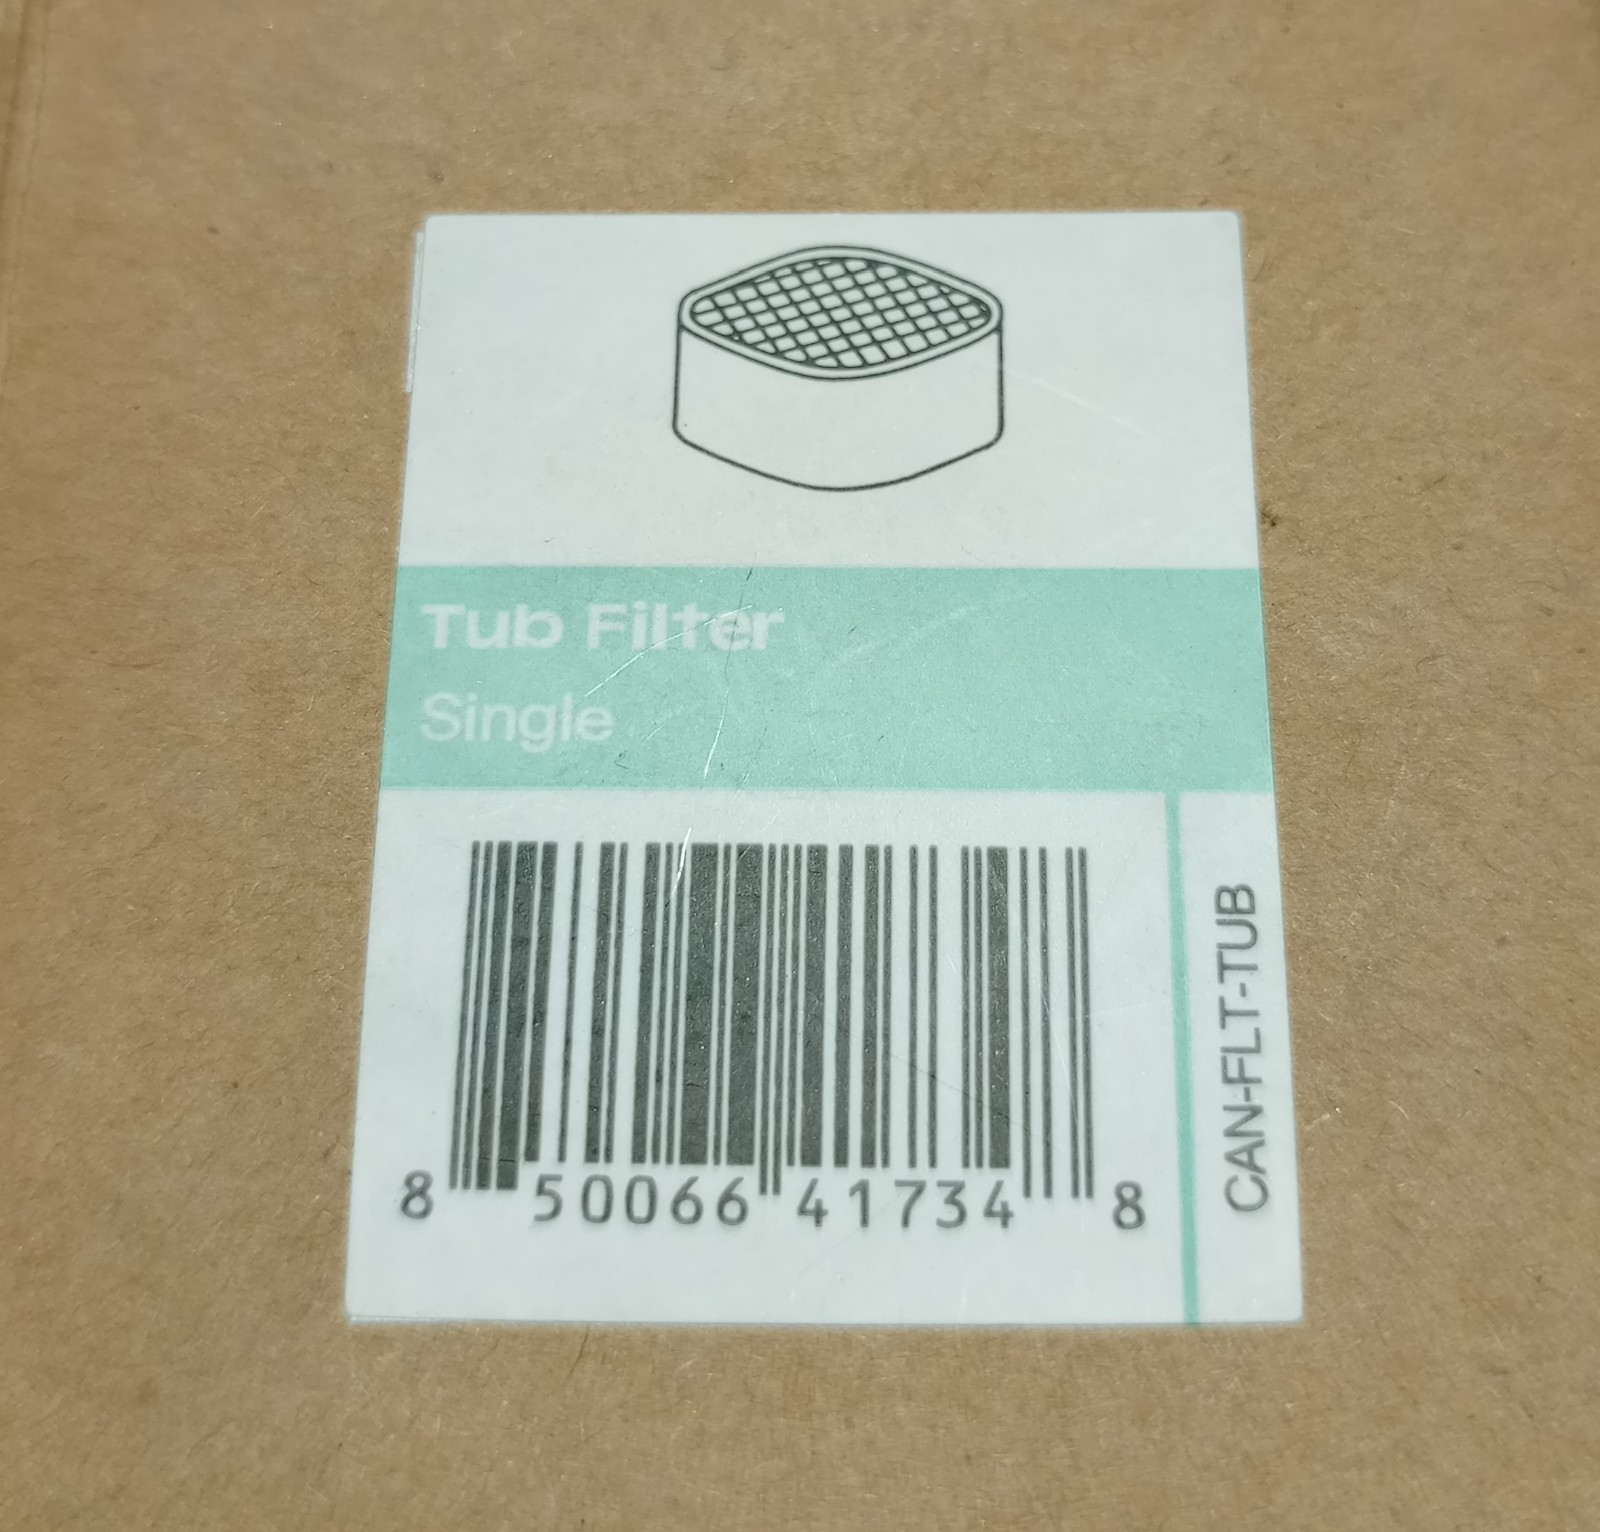 Tub Filter
Single
8 50066 41734 8
CAN-FLT-TUB